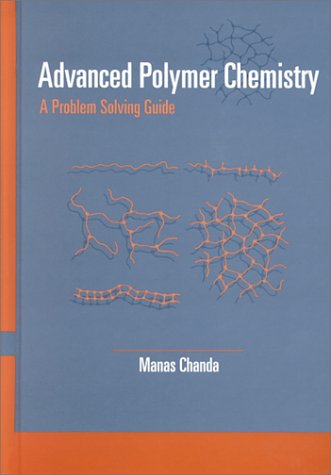 Advanced Polymer Chemistry
A Problem Solving Guide
Manas Chanda